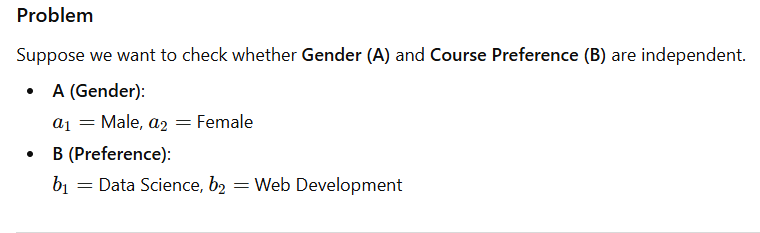 Problem
Suppose we want to check whether Gender (A) and Course Preference (B) are independent.
• A (Gender):
a₁ = Male, a₂ = Female
• B (Preference):
b₁ = Data Science, b₂ = Web Development